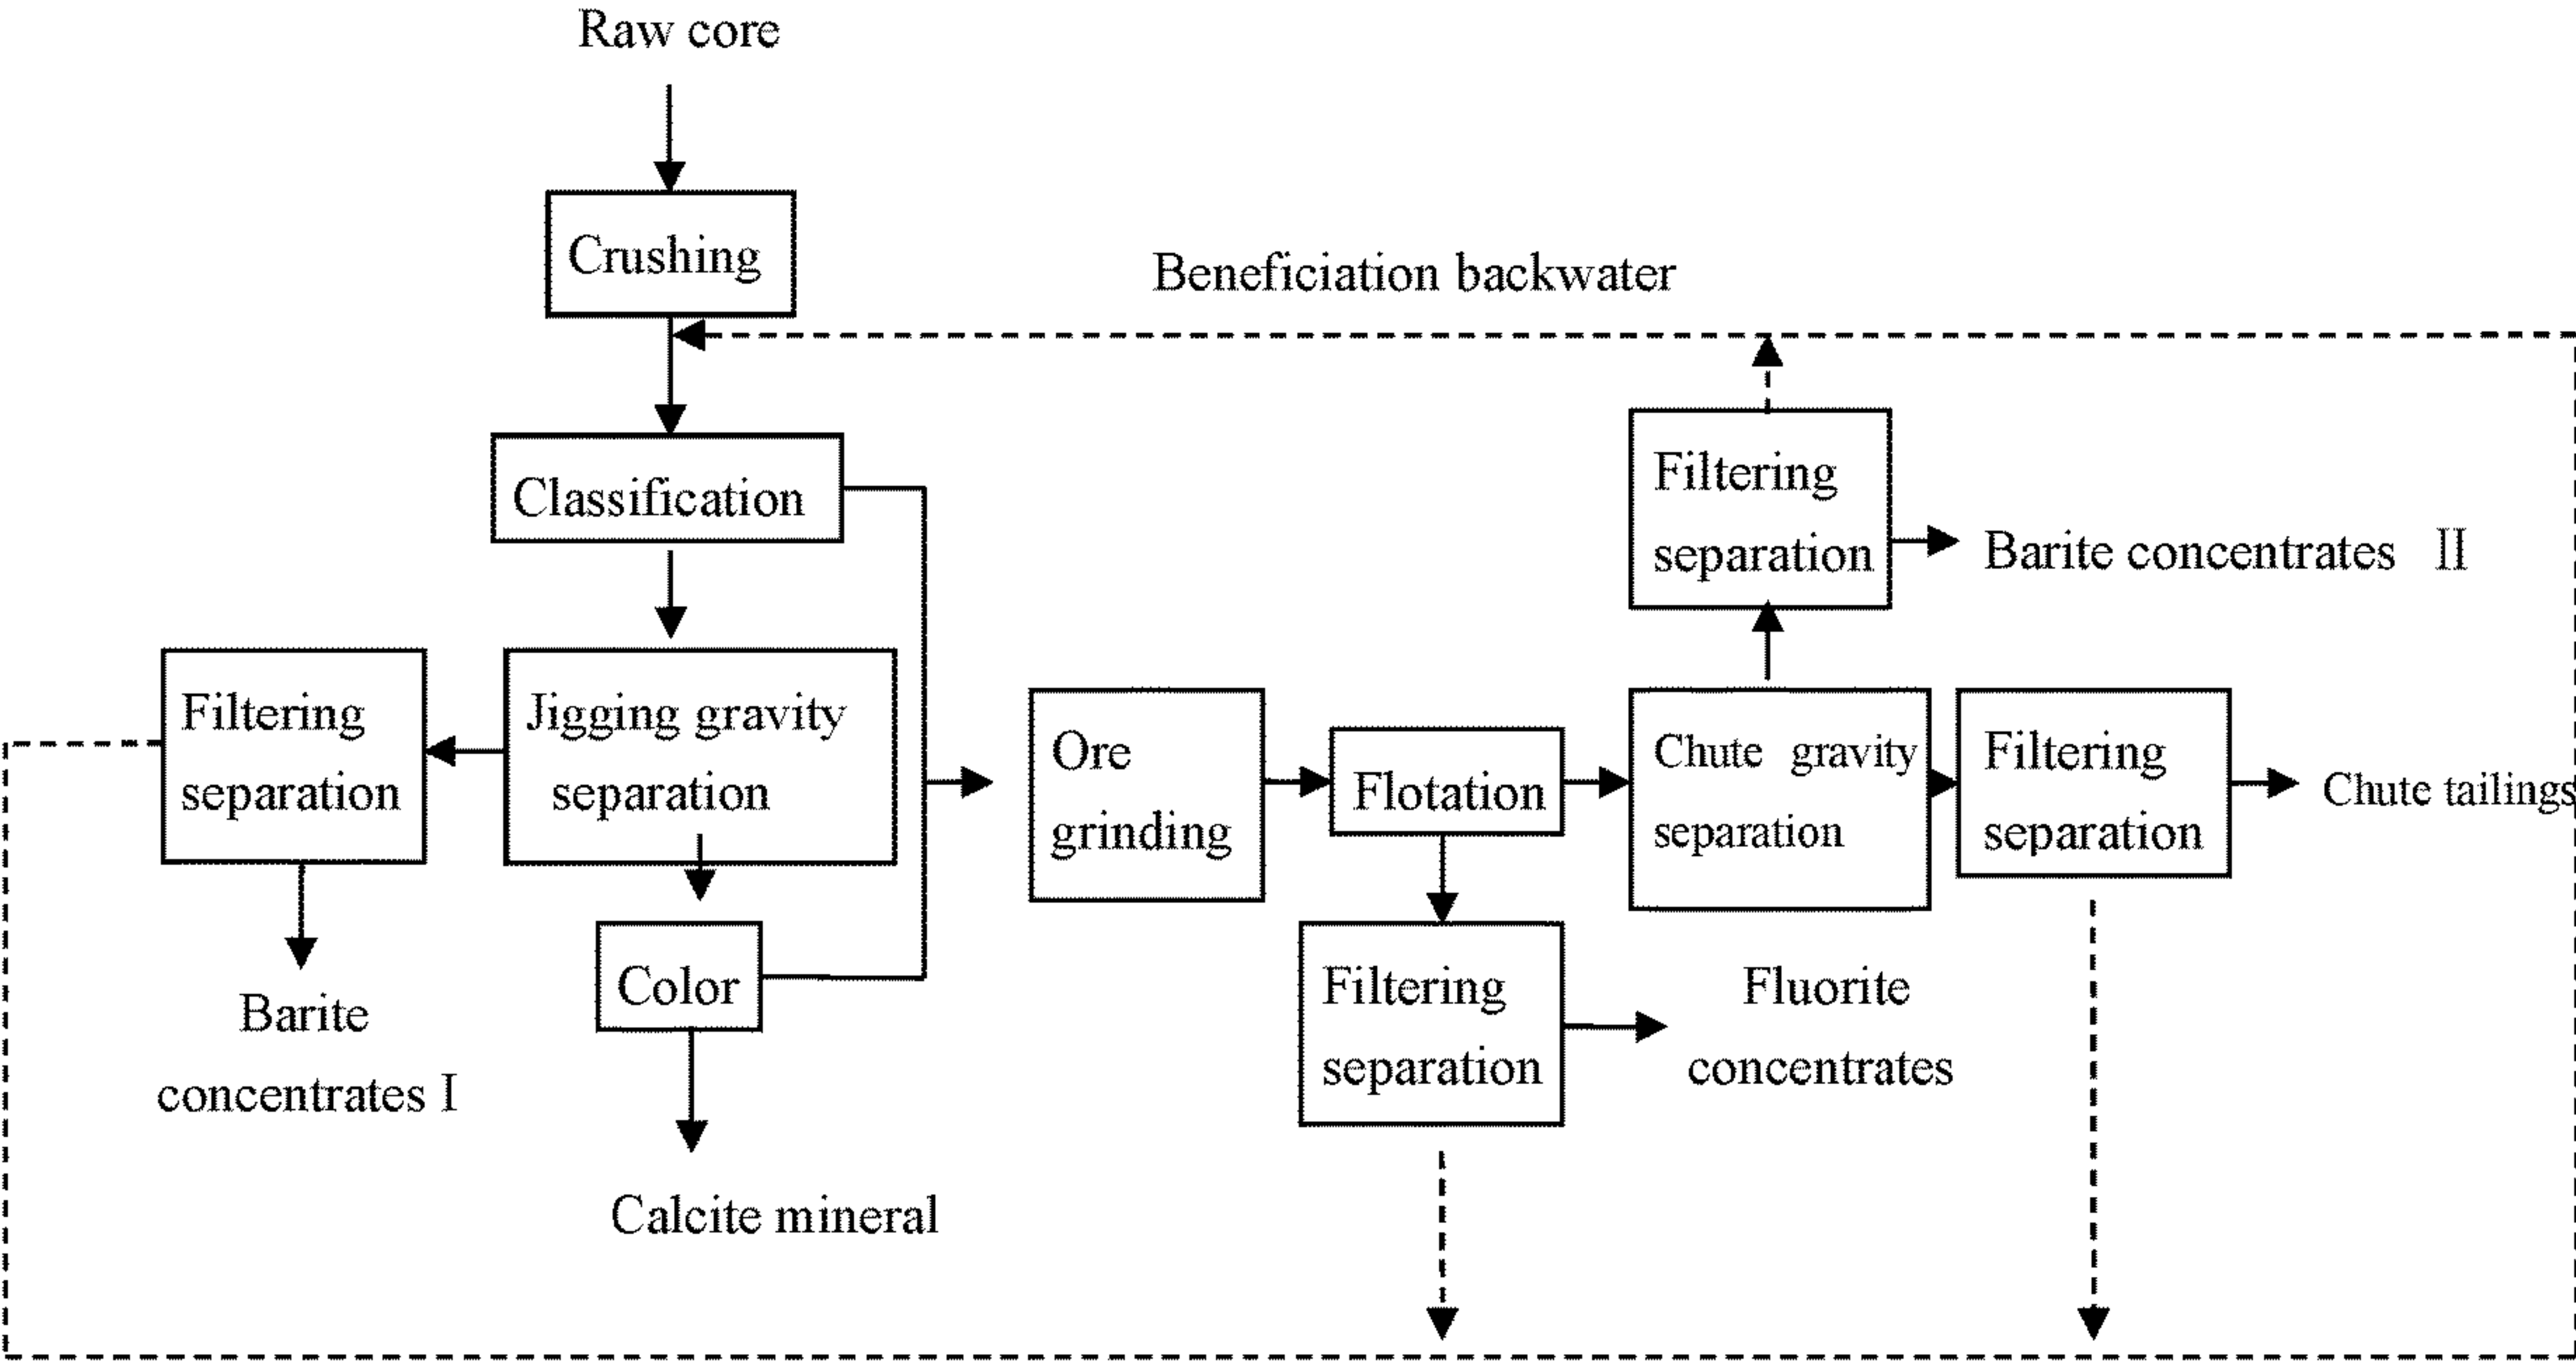 Raw core
Crushing
Beneficiation backwater
Classification
Filtering
separation
Barite concentrates II
Filtering
separation
Jigging gravity
separation
Ore
grinding
Flotation
Chute gravity
separation
Filtering
separation
Chute tailings
Color
Barite
concentrates I
Filtering
separation
Fluorite
concentrates
Calcite mineral